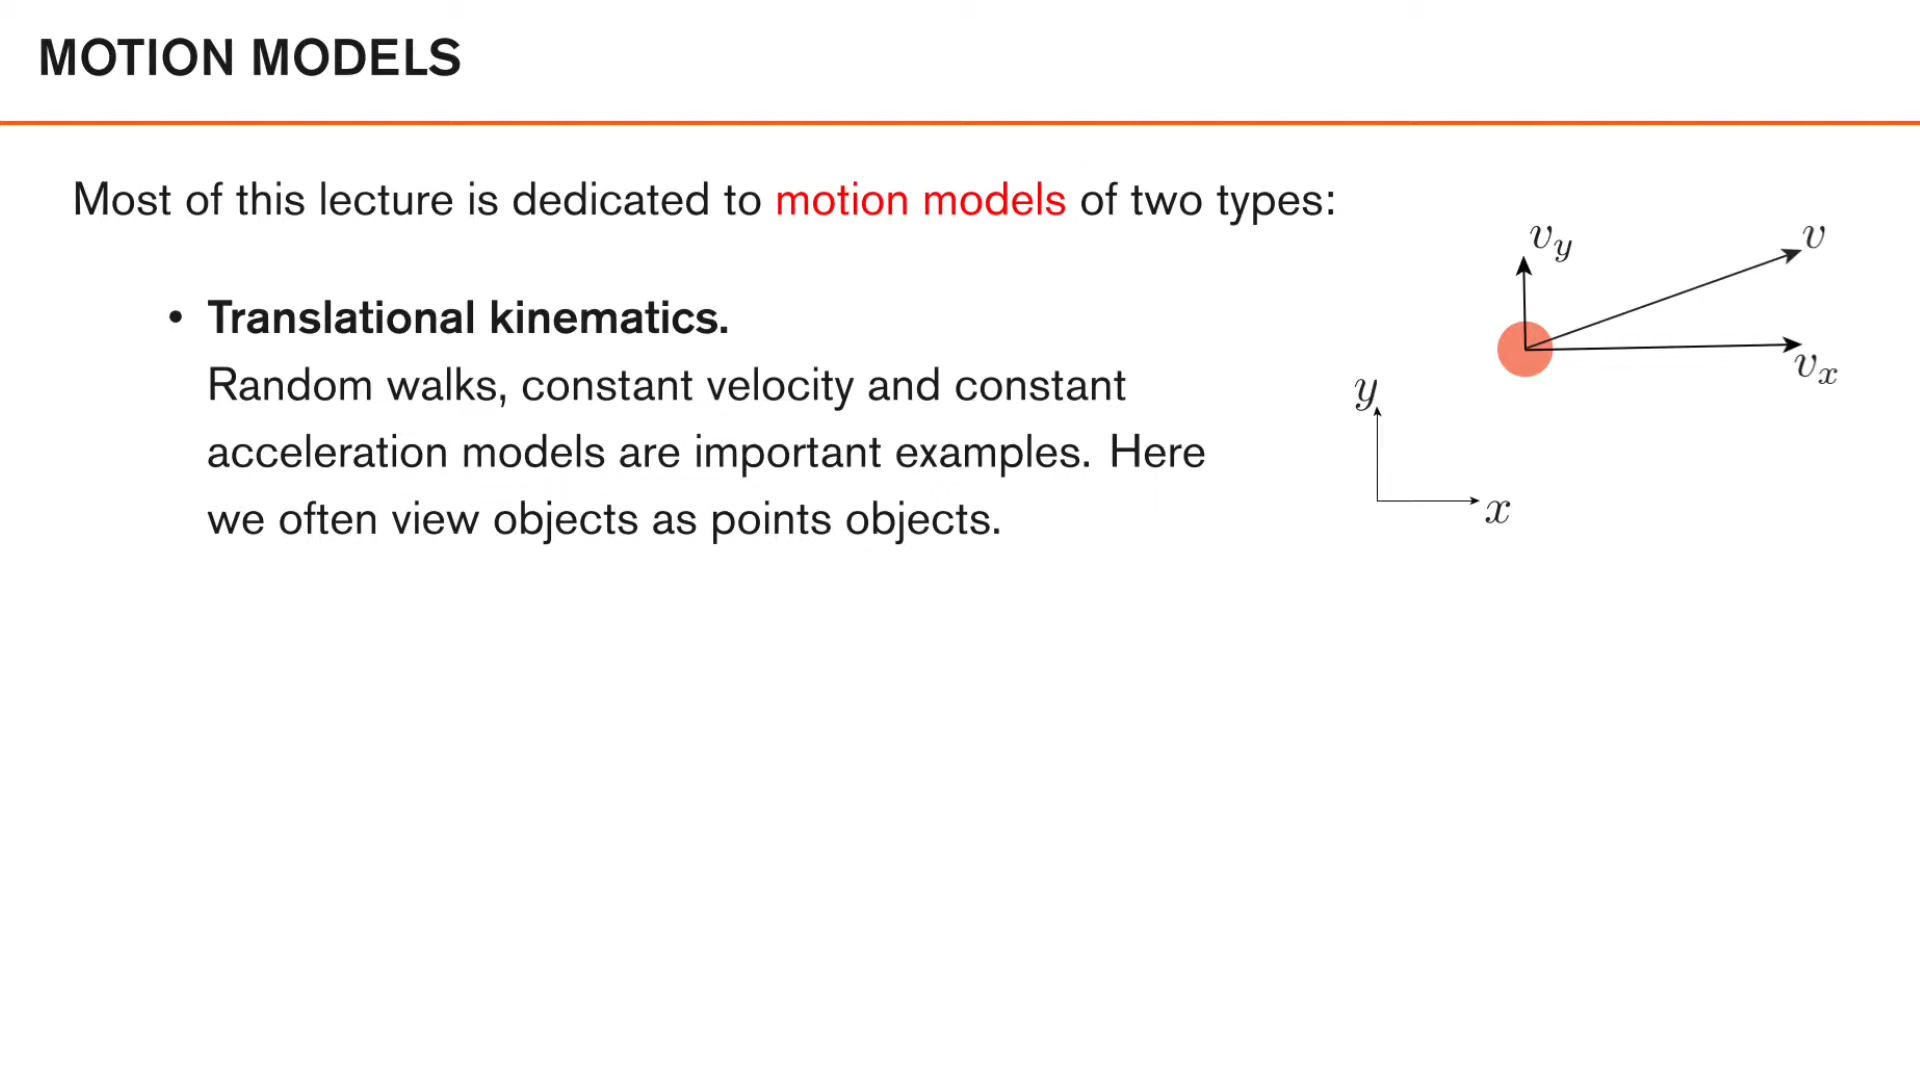 MOTION MODELS
Most of this lecture is dedicated to motion models of two types:
• Translational kinematics.
Random walks, constant velocity and constant
acceleration models are important examples. Here
we often view objects as points objects.
v_y
v
v_x
y
x